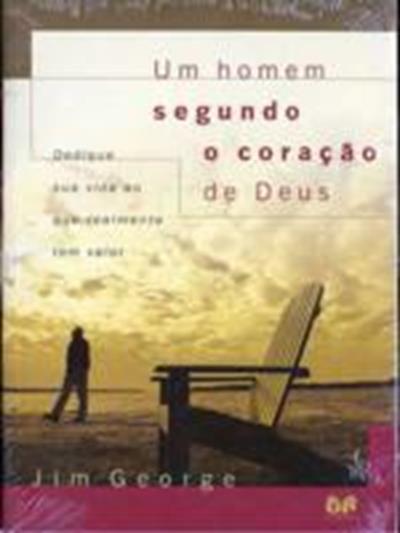 Um homem
segundo
o coração
de Deus
Dedique
sua vida ao
que realmente
tem valor
Jim George